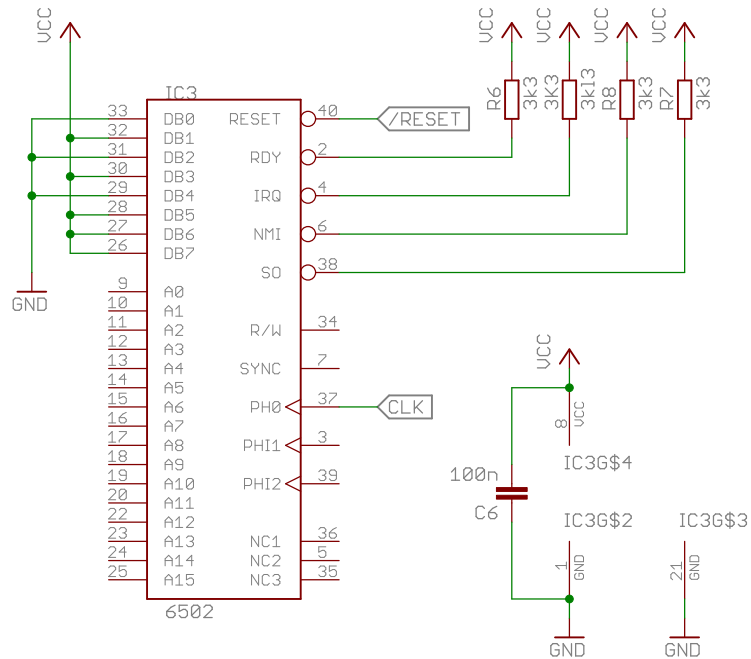 VCC
VCC
VCC
VCC
VCC
R6
3k3
3K3
3k13
R8
3k3
R7
3k3
IC3
33 DB0 RESET 40 /RESET
32 DB1
31 DB2 RDY 2
30 DB3
29 DB4 IRQ 4
28 DB5
27 DB6 NMI 6
26 DB7
SO 38
9 A0
GND
10 A1
11 A2 R/W 34
12 A3
13 A4 SYNC 7
14 A5
15 A6 PH0 37 CLK
16 A7
17 A8 PHI1 3
18 A9
19 A10 PHI2 39
20 A11
22 A12
23 A13 NC1 36
24 A14 NC2 5
25 A15 NC3 35
6502
VCC
8
VCC
IC3G$4
100n
C6
IC3G$2
IC3G$3
1
GND
21
GND
GND
GND